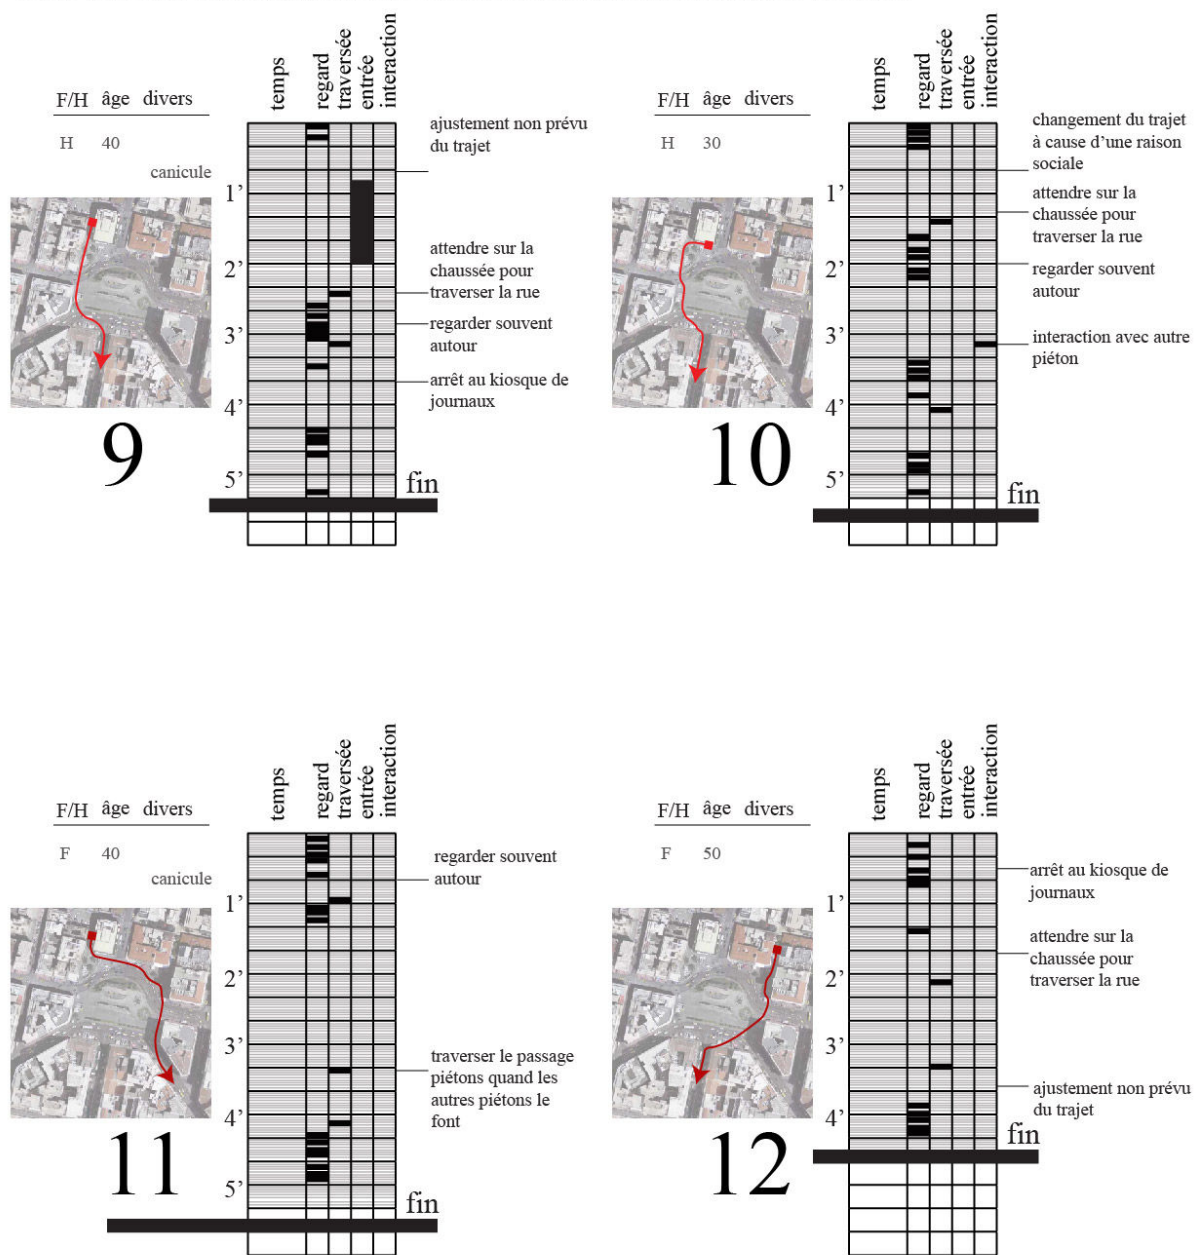 temps
regard
traversée
entrée
interaction
F/H âge divers
H 40
canicule
1’
2’
3’
4’
5’
ajustement non prévu
du trajet
attendre sur la
chaussée pour
traverser la rue
regarder souvent
autour
arrêt au kiosque de
journaux
fin
9
temps
regard
traversée
entrée
interaction
F/H âge divers
H 30
1’
2’
3’
4’
5’
changement du trajet
à cause d’une raison
sociale
attendre sur la
chaussée pour
traverser la rue
regarder souvent
autour
interaction avec autre
piéton
fin
10
temps
regard
traversée
entrée
interaction
F/H âge divers
F 40
canicule
1’
2’
3’
4’
5’
regarder souvent
autour
traverser le passage
piétons quand les
autres piétons le
font
fin
11
temps
regard
traversée
entrée
interaction
F/H âge divers
F 50
1’
2’
3’
4’
arrêt au kiosque de
journaux
attendre sur la
chaussée pour
traverser la rue
ajustement non prévu
du trajet
fin
12